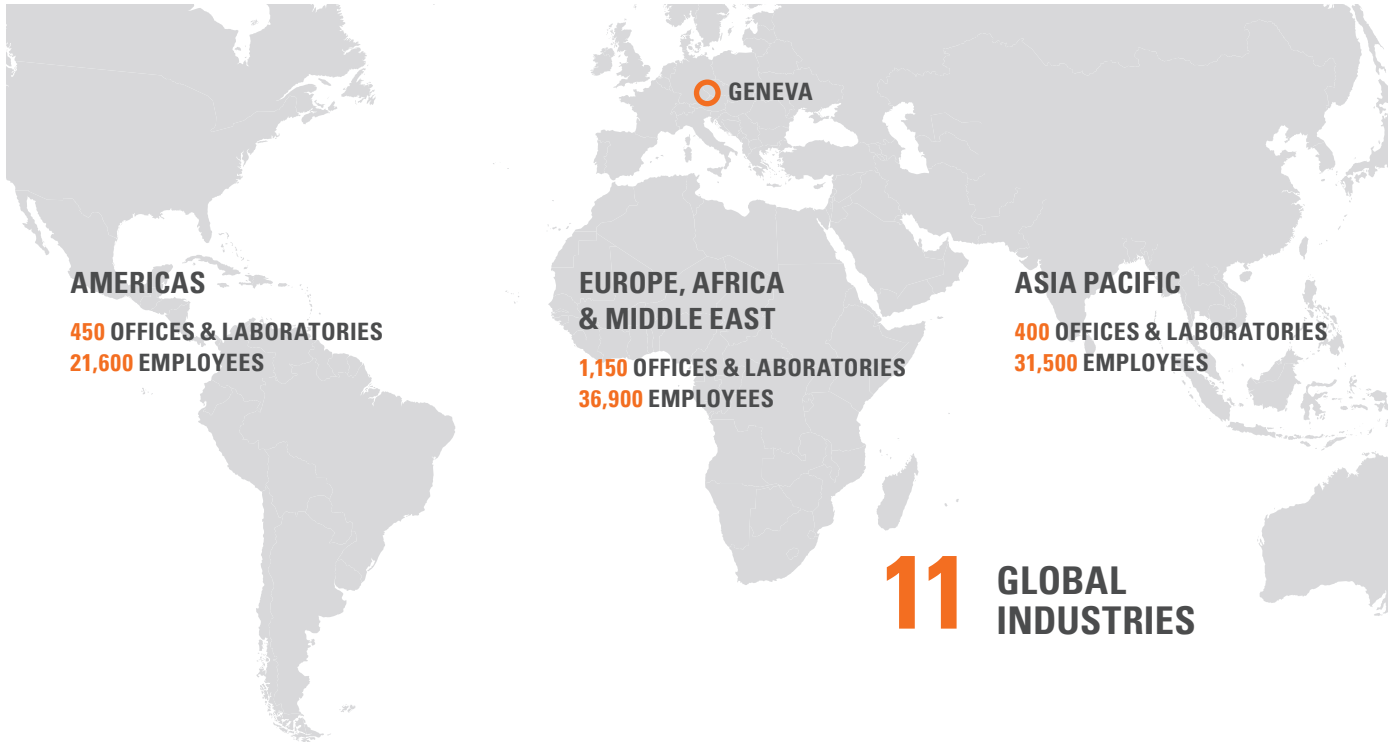 GENEVA
AMERICAS
450 OFFICES & LABORATORIES
21,600 EMPLOYEES
EUROPE, AFRICA
& MIDDLE EAST
1,150 OFFICES & LABORATORIES
36,900 EMPLOYEES
ASIA PACIFIC
400 OFFICES & LABORATORIES
31,500 EMPLOYEES
11 GLOBAL
INDUSTRIES